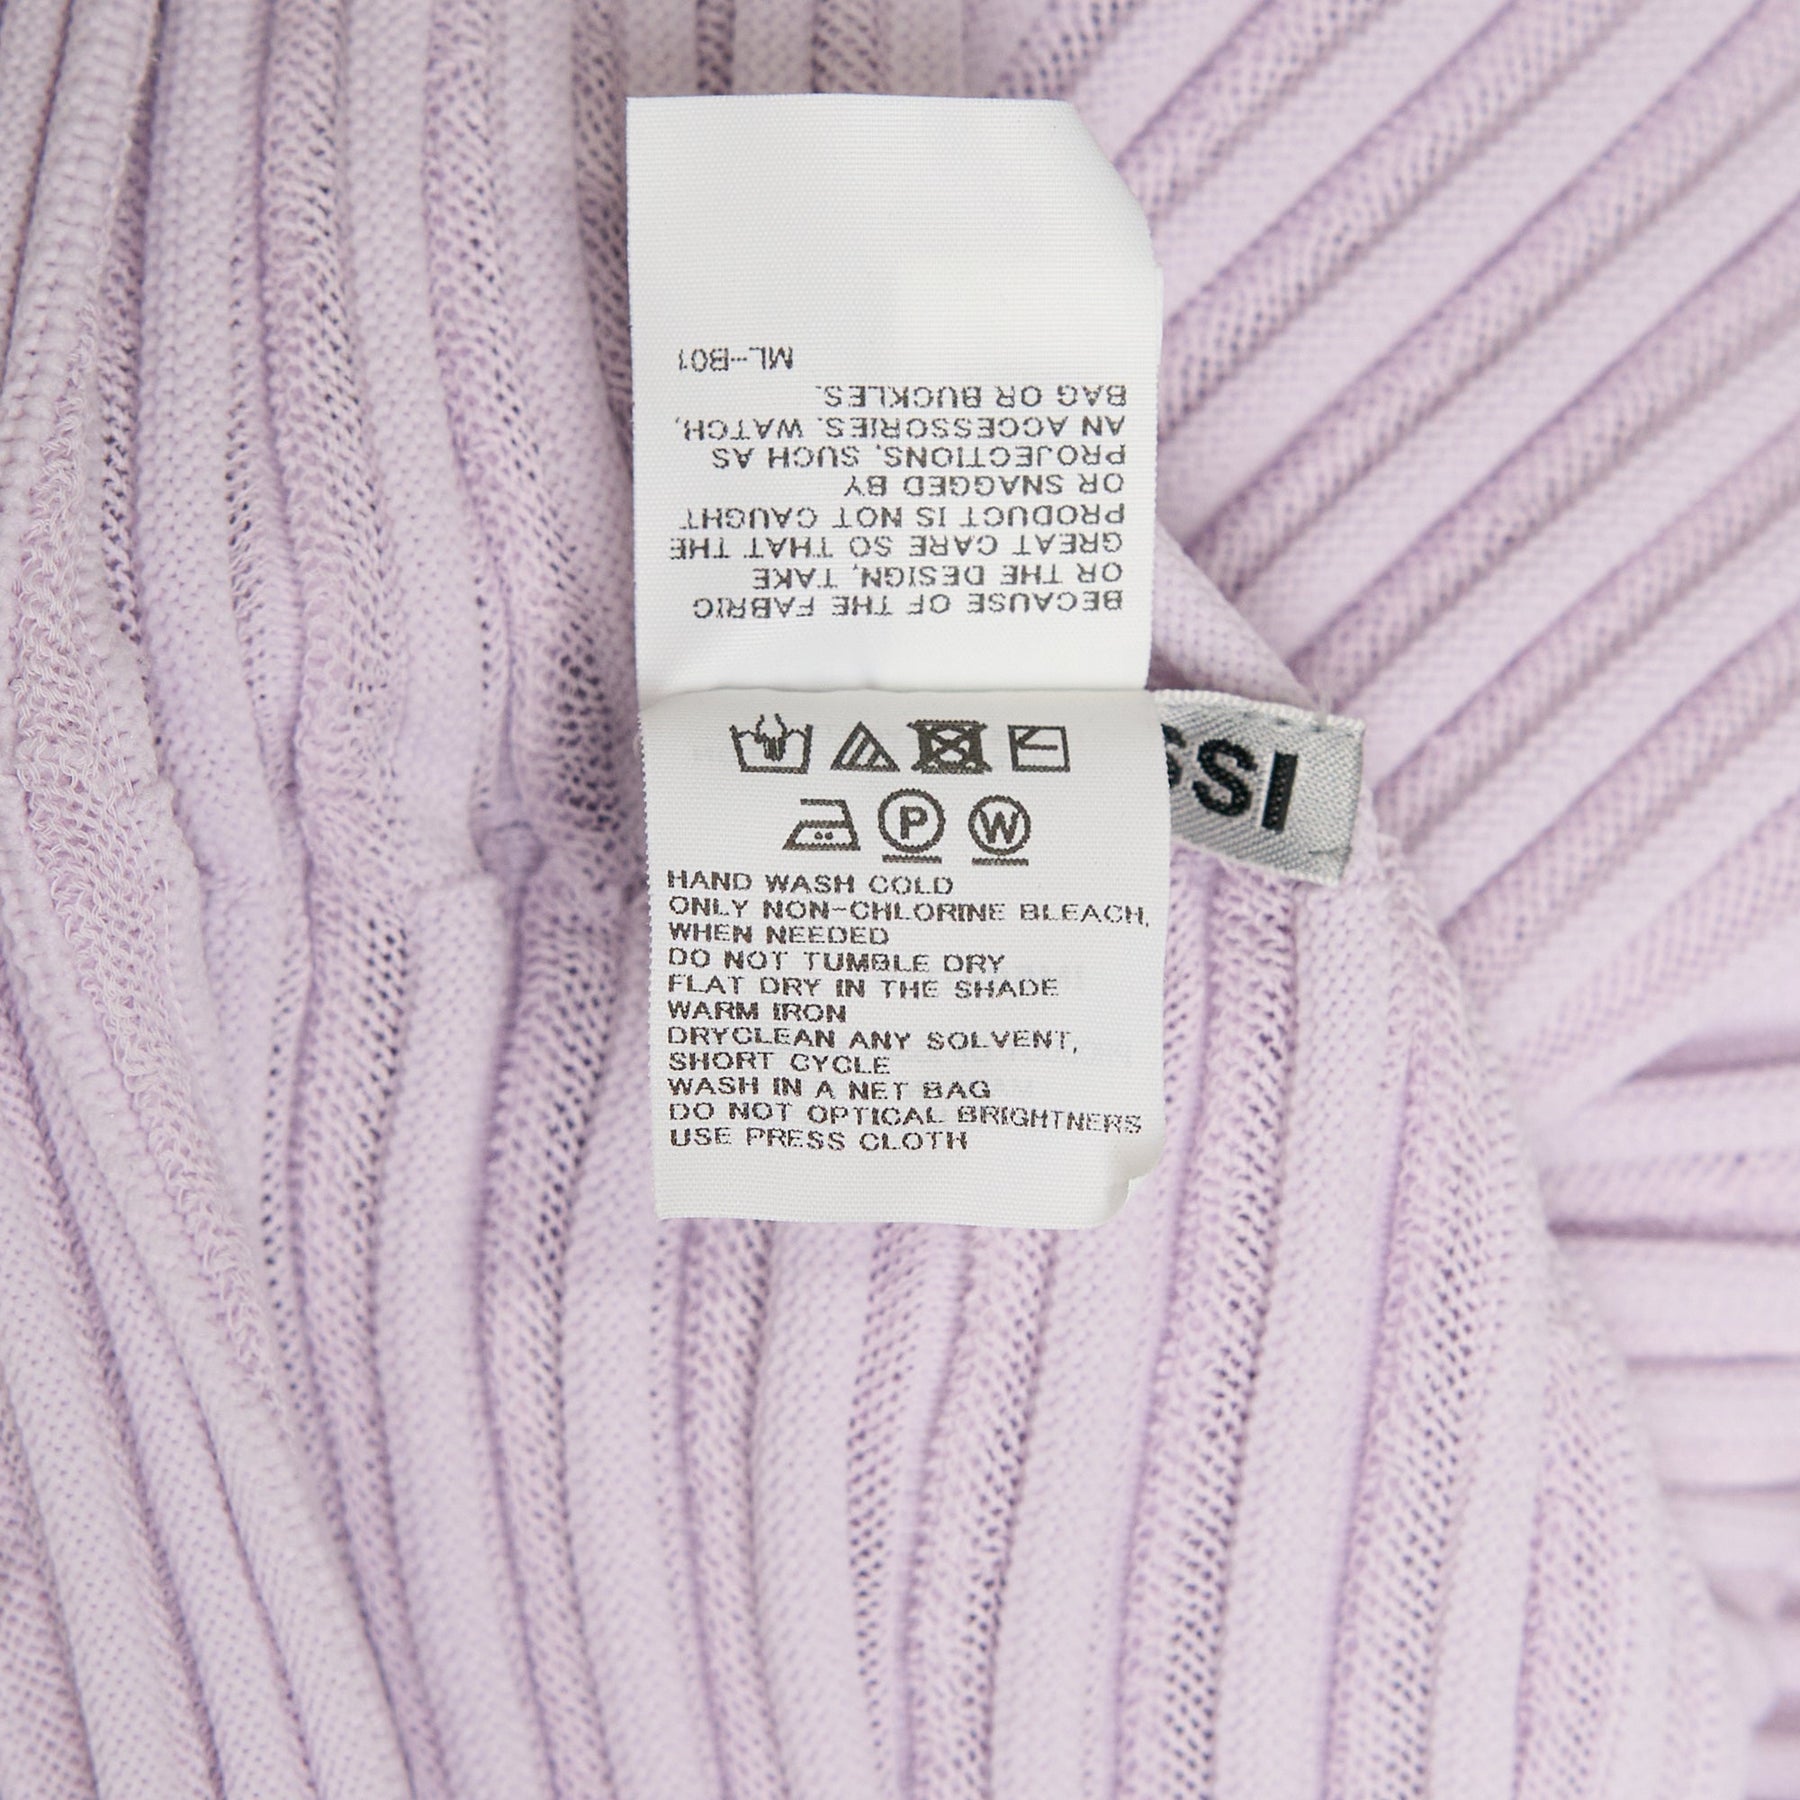 BECAUSE OF THE FABRIC
OR THE DESIGN, TAKE
GREAT CARE SO THAT THE
PRODUCT IS NOT CAUGHT
OR SNAGGED BY
PROJECTIONS, SUCH AS
AN ACCESSORIES, WATCH,
BAG OR BUCKLES.
ML-B01
P W
SSI
HAND WASH COLD
ONLY NON-CHLORINE BLEACH,
WHEN NEEDED
DO NOT TUMBLE DRY
FLAT DRY IN THE SHADE
WARM IRON
DRYCLEAN ANY SOLVENT,
SHORT CYCLE
WASH IN A NET BAG
DO NOT OPTICAL BRIGHTNERS
USE PRESS CLOTH